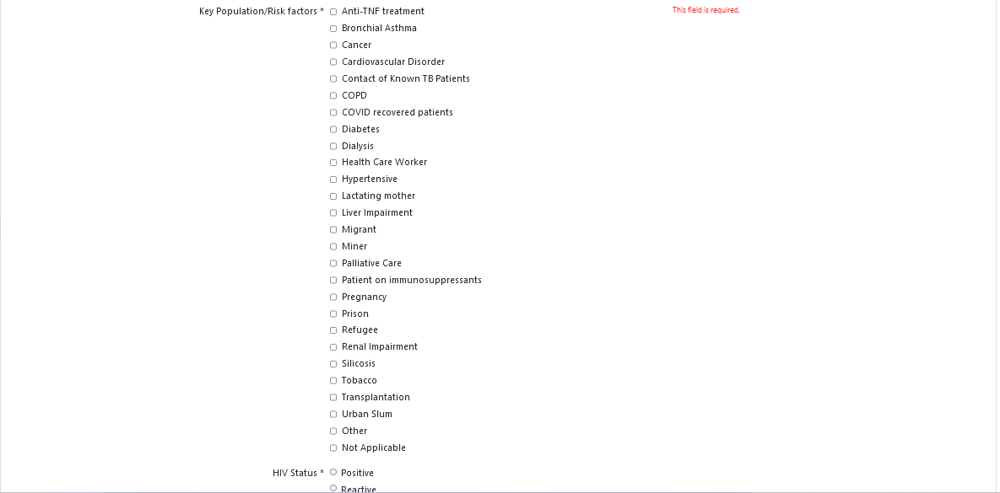 Key Population/Risk factors * Anti-TNF treatment This field is required.
Bronchial Asthma
Cancer
Cardiovascular Disorder
Contact of Known TB Patients
COPD
COVID recovered patients
Diabetes
Dialysis
Health Care Worker
Hypertensive
Lactating mother
Liver Impairment
Migrant
Miner
Palliative Care
Patient on immunosuppressants
Pregnancy
Prison
Refugee
Renal Impairment
Silicosis
Tobacco
Transplantation
Urban Slum
Other
Not Applicable
HIV Status * Positive
Reactive